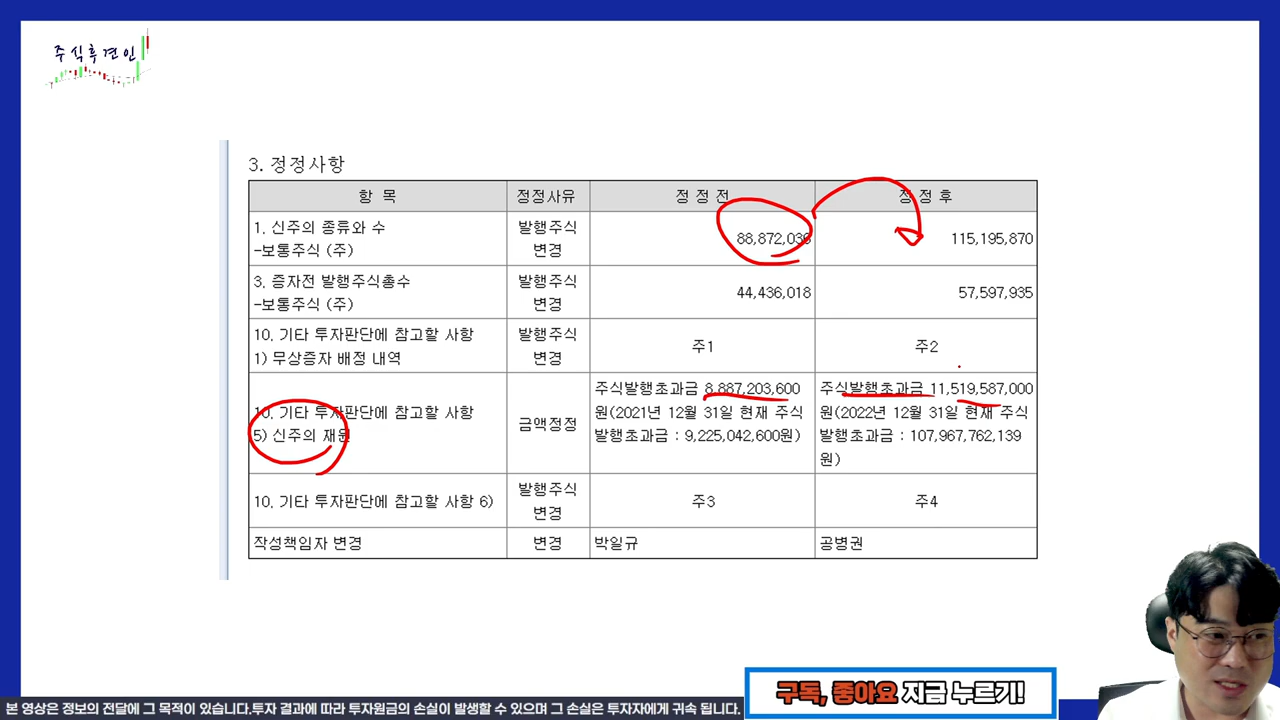 주식후견인
3. 정정사항
항 목 정정사유 정 정 전 정 정 후
1. 신주의 종류와 수
-보통주식 (주)
발행주식
변경
88,872,036 115,195,870
3. 증자전 발행주식총수
-보통주식 (주)
발행주식
변경
44,436,018 57,597,935
10. 기타 투자판단에 참고할 사항
1) 무상증자 배정 내역
발행주식
변경
주1 주2
10. 기타 투자판단에 참고할 사항
5) 신주의 재원
금액정정
주식발행초과금 8,887,203,600
원(2021년 12월 31일 현재 주식
발행초과금 : 9,225,042,600원)
주식발행초과금 11,519,587,000
원(2022년 12월 31일 현재 주식
발행초과금 : 107,967,762,139
원)
10. 기타 투자판단에 참고할 사항 6)
발행주식
변경
주3 주4
작성책임자 변경 변경 박일규 공병권
구독, 좋아요 지금 누르기!
본 영상은 정보의 전달에 그 목적이 있습니다.투자 결과에 따라 투자원금의 손실이 발생할 수 있으며 그 손실은 투자자에게 귀속 됩니다.